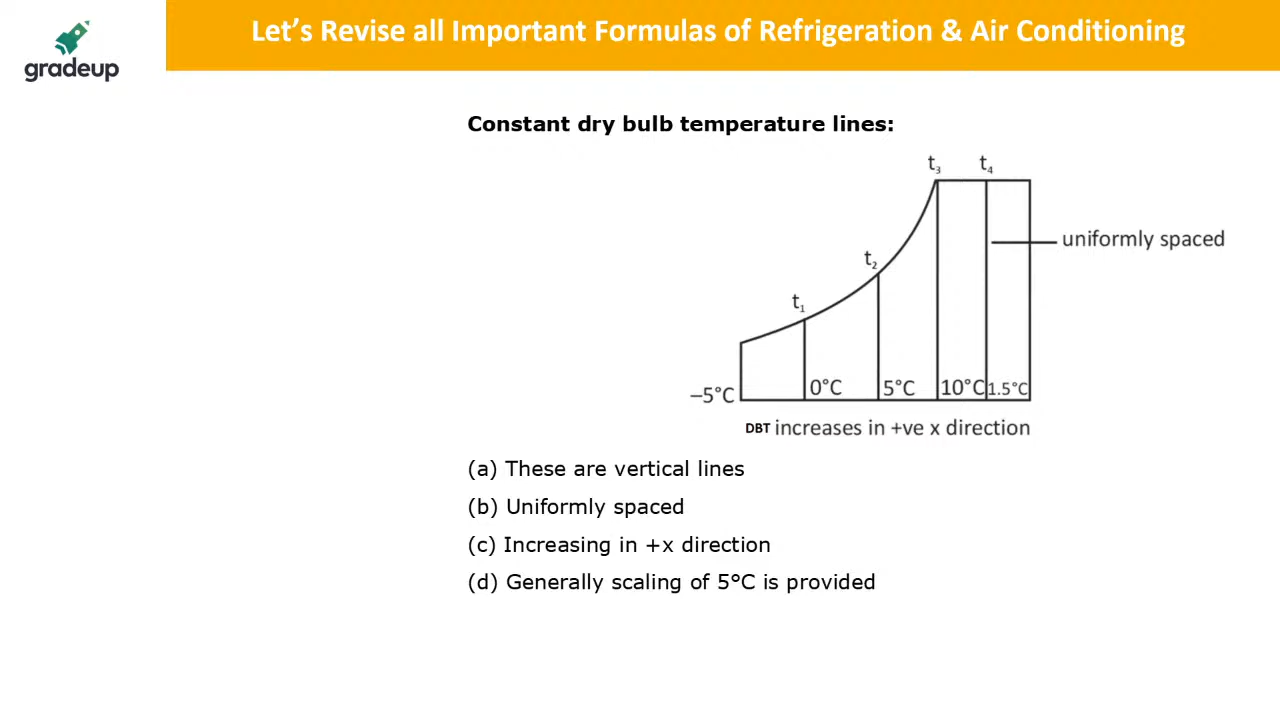 Let's Revise all Important Formulas of Refrigeration & Air Conditioning
gradeup
Constant dry bulb temperature lines:
t₃ t₄
uniformly spaced
t₂
t₁
–5°C 0°C 5°C 10°C 1.5°C
DBT increases in +ve x direction
(a) These are vertical lines
(b) Uniformly spaced
(c) Increasing in +x direction
(d) Generally scaling of 5°C is provided